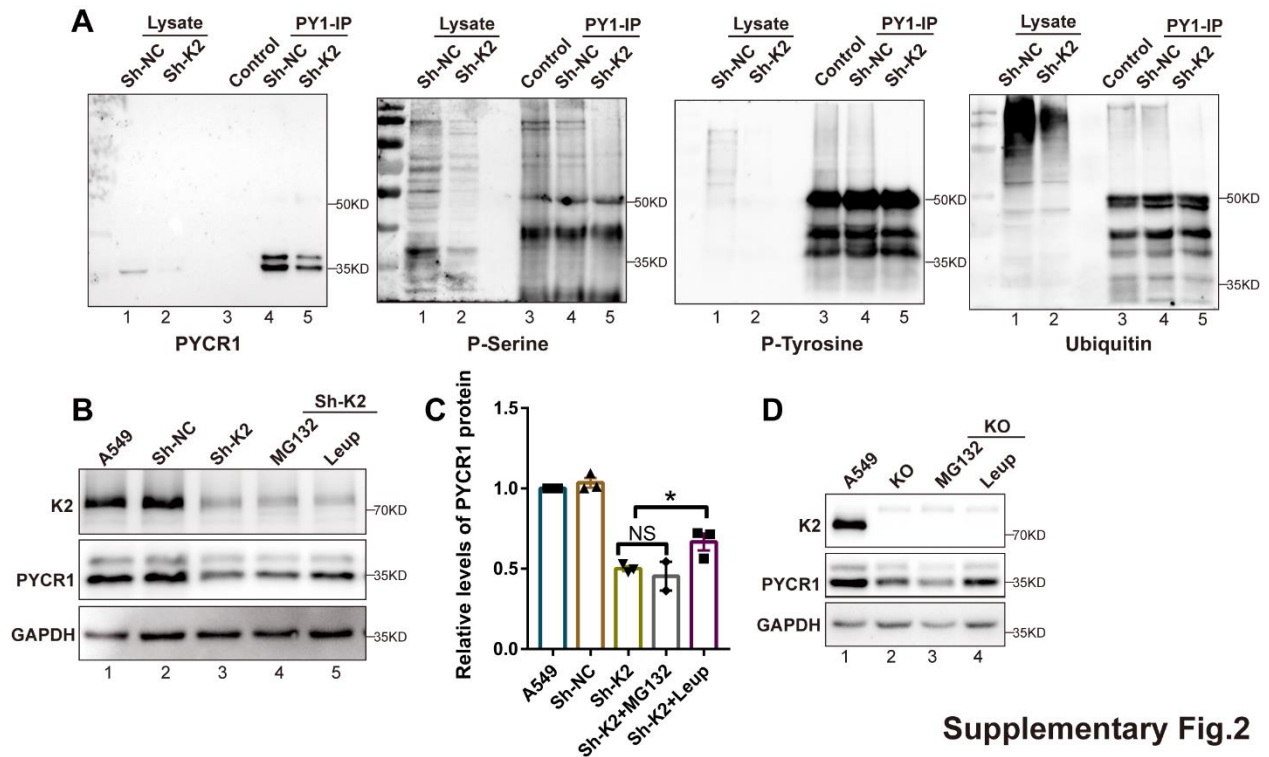 A
Lysate PY1-IP
Sh-NC Sh-K2 Control Sh-NC Sh-K2
50KD
35KD
1 2 3 4 5
PYCR1
Lysate PY1-IP
Sh-NC Sh-K2 Control Sh-NC Sh-K2
50KD
35KD
1 2 3 4 5
P-Serine
Lysate PY1-IP
Sh-NC Sh-K2 Control Sh-NC Sh-K2
50KD
35KD
1 2 3 4 5
P-Tyrosine
Lysate PY1-IP
Sh-NC Sh-K2 Control Sh-NC Sh-K2
50KD
35KD
1 2 3 4 5
Ubiquitin
B
Sh-K2
A549 Sh-NC Sh-K2 MG132 Leup
K2 70KD
PYCR1 35KD
GAPDH 35KD
1 2 3 4 5
C
Relative levels of PYCR1 protein
1.5
1.0
0.5
0.0
NS *
A549 Sh-NC Sh-K2 Sh-K2+MG132 Sh-K2+Leup
D
KO
A549 KO MG132 Leup
K2 70KD
PYCR1 35KD
GAPDH 35KD
1 2 3 4
Supplementary Fig.2